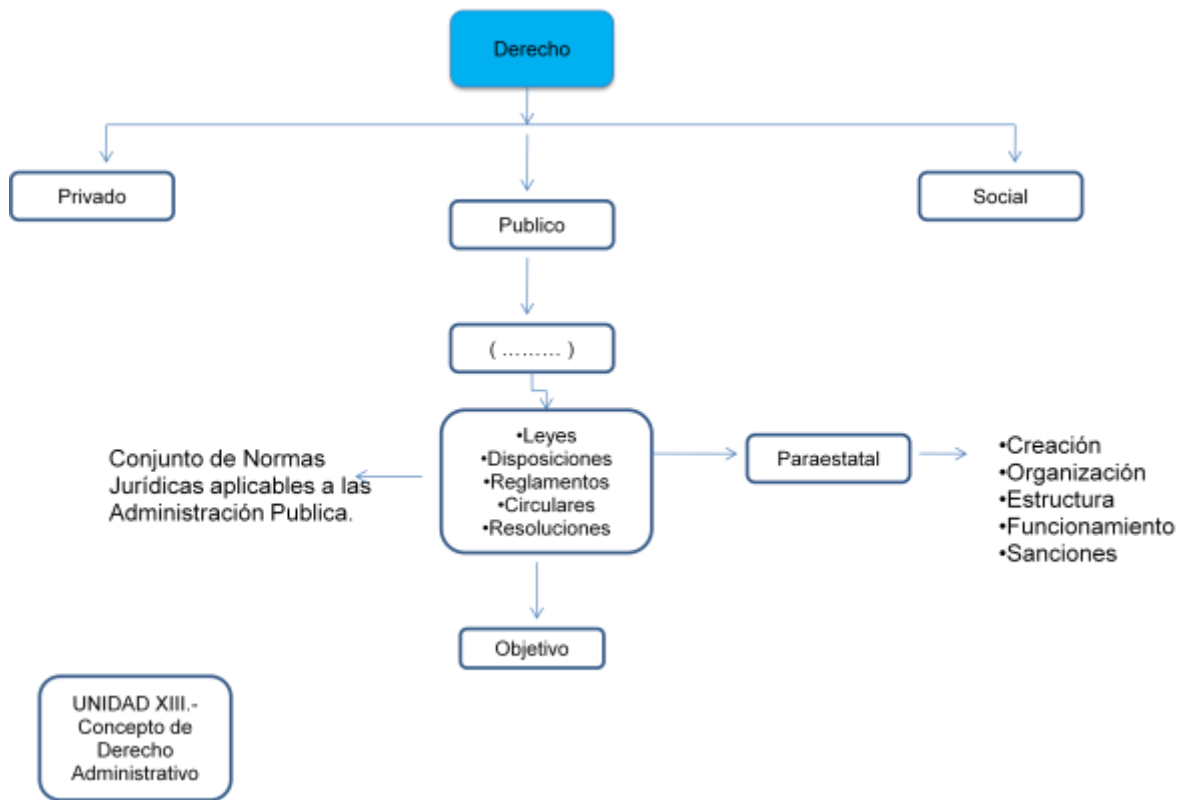 Derecho
Privado
Publico
Social
( ……… )
•Leyes
•Disposiciones
•Reglamentos
•Circulares
•Resoluciones
Conjunto de Normas
Jurídicas aplicables a las
Administración Publica.
Paraestatal
•Creación
•Organización
•Estructura
•Funcionamiento
•Sanciones
Objetivo
UNIDAD XIII.-
Concepto de
Derecho
Administrativo